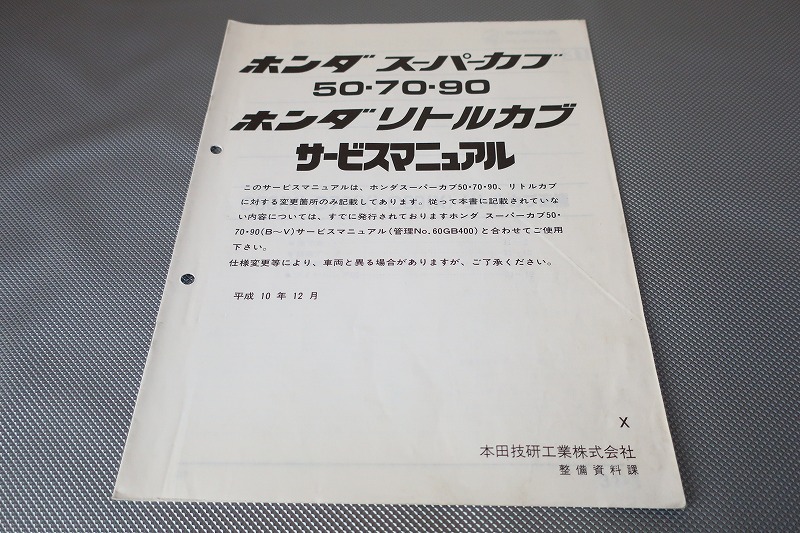 ホンダ スーパーカブ
50・70・90
ホンダリトルカブ
サービスマニュアル
このサービスマニュアルは、ホンダスーパーカブ50・70・90、リトルカブ
に対する変更箇所のみ記載してあります。従って本書に記載されていな
い内容については、すでに発行されておりますホンダ スーパーカブ50・
70・90(B〜V)サービスマニュアル(管理No.60GB400)と合わせてご使用
下さい。
仕様変更等により、車両と異る場合がありますが、ご了承ください。
平成 10 年 12 月
X
本田技研工業株式会社
整備資料課